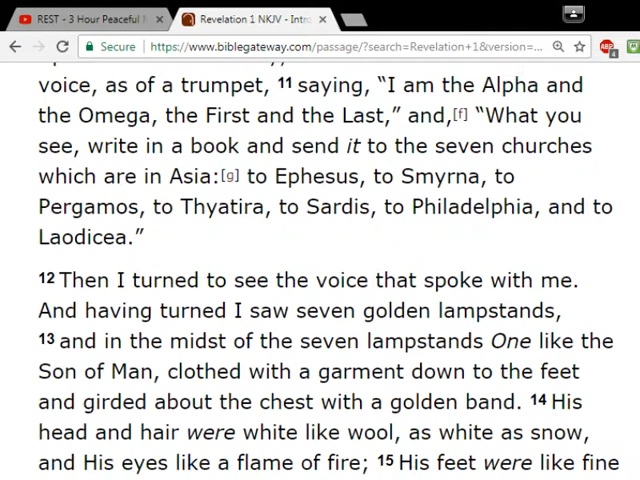 REST - 3 Hour Peaceful
Revelation 1 NKJV - Intro
Secure https://www.biblegateway.com/passage/?search=Revelation+1&version=...
ABP 4
voice, as of a trumpet, 11 saying, “I am the Alpha and
the Omega, the First and the Last,” and,[f] “What you
see, write in a book and send it to the seven churches
which are in Asia:[g] to Ephesus, to Smyrna, to
Pergamos, to Thyatira, to Sardis, to Philadelphia, and to
Laodicea.”
12 Then I turned to see the voice that spoke with me.
And having turned I saw seven golden lampstands,
13 and in the midst of the seven lampstands One like the
Son of Man, clothed with a garment down to the feet
and girded about the chest with a golden band. 14 His
head and hair were white like wool, as white as snow,
and His eyes like a flame of fire; 15 His feet were like fine